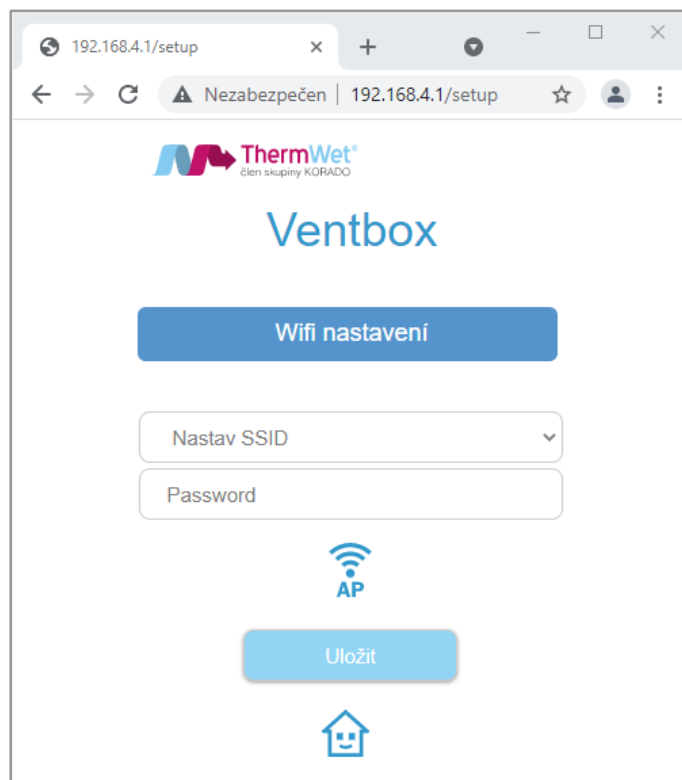 192.168.4.1/setup
Nezabezpečen | 192.168.4.1/setup
ThermWet®
člen skupiny KORADO
Ventbox
Wifi nastavení
Nastav SSID
Password
AP
Uložit